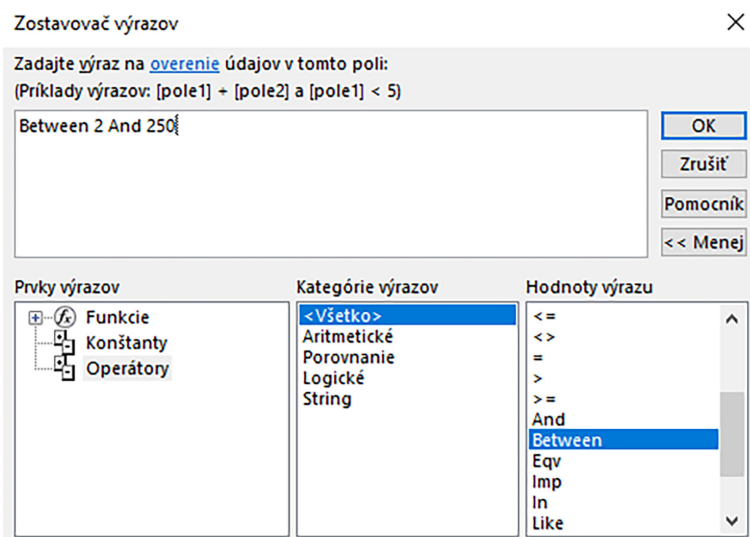 Zostavovač výrazov
Zadajte výraz na overenie údajov v tomto poli:
(Príklady výrazov: [pole1] + [pole2] a [pole1] < 5)
Between 2 And 250
OK
Zrušiť
Pomocník
<< Menej
Prvky výrazov
Funkcie
Konštanty
Operátory
Kategórie výrazov
<Všetko>
Aritmetické
Porovnanie
Logické
String
Hodnoty výrazu
<=
<>
=
>
>=
And
Between
Eqv
Imp
In
Like